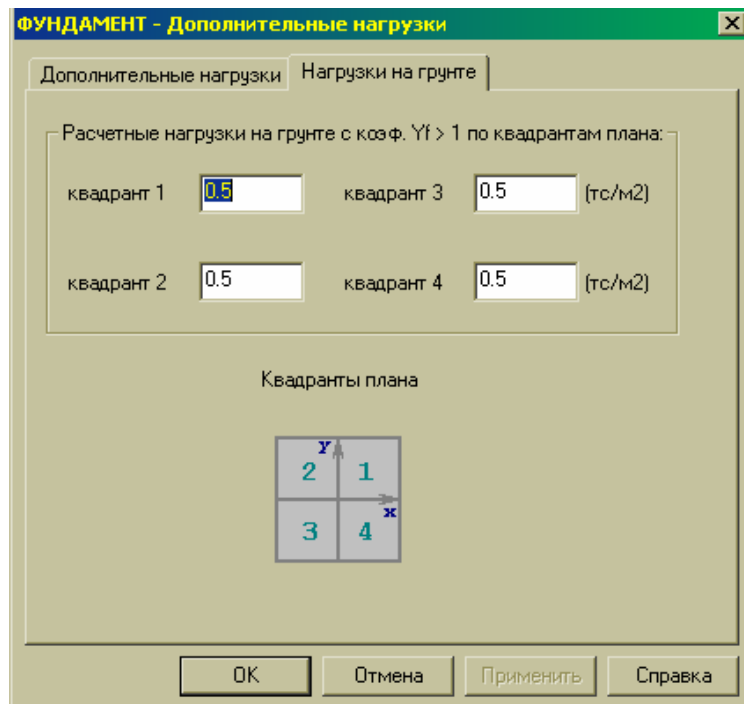 ФУНДАМЕНТ - Дополнительные нагрузки
Дополнительные нагрузки Нагрузки на грунте
Расчетные нагрузки на грунте с коэф. Yf > 1 по квадрантам плана:
квадрант 1 0.5 квадрант 3 0.5 (тс/м2)
квадрант 2 0.5 квадрант 4 0.5 (тс/м2)
Квадранты плана
Y
2 1
x
3 4
OK Отмена Применить Справка